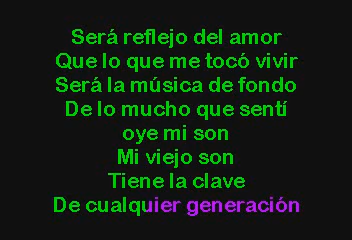 Será reflejo del amor
Que lo que me tocó vivir
Será la música de fondo
De lo mucho que sentí
oye mi son
Mi viejo son
Tiene la clave
De cualquier generación